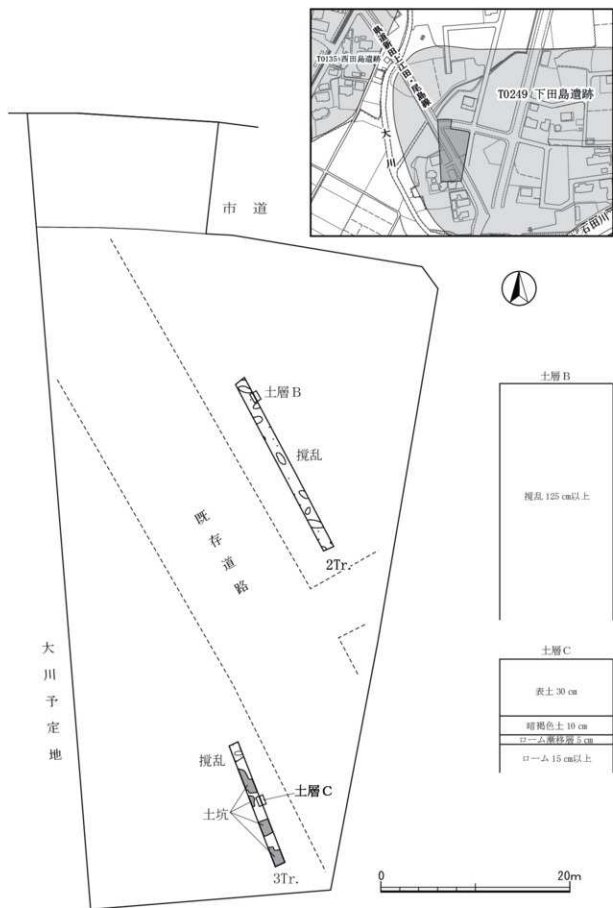 T0135 西田島遺跡
T0249 下田島遺跡
大川
石田川
市道
土層B
土層B
撹乱
撹乱 125 ㎝以上
既存道路
2Tr.
大川予定地
土層C
表土 30 ㎝
暗褐色土 10 ㎝
ローム漸移層 5 ㎝
ローム 15 ㎝以上
撹乱
土層C
土坑
3Tr.
0
20m